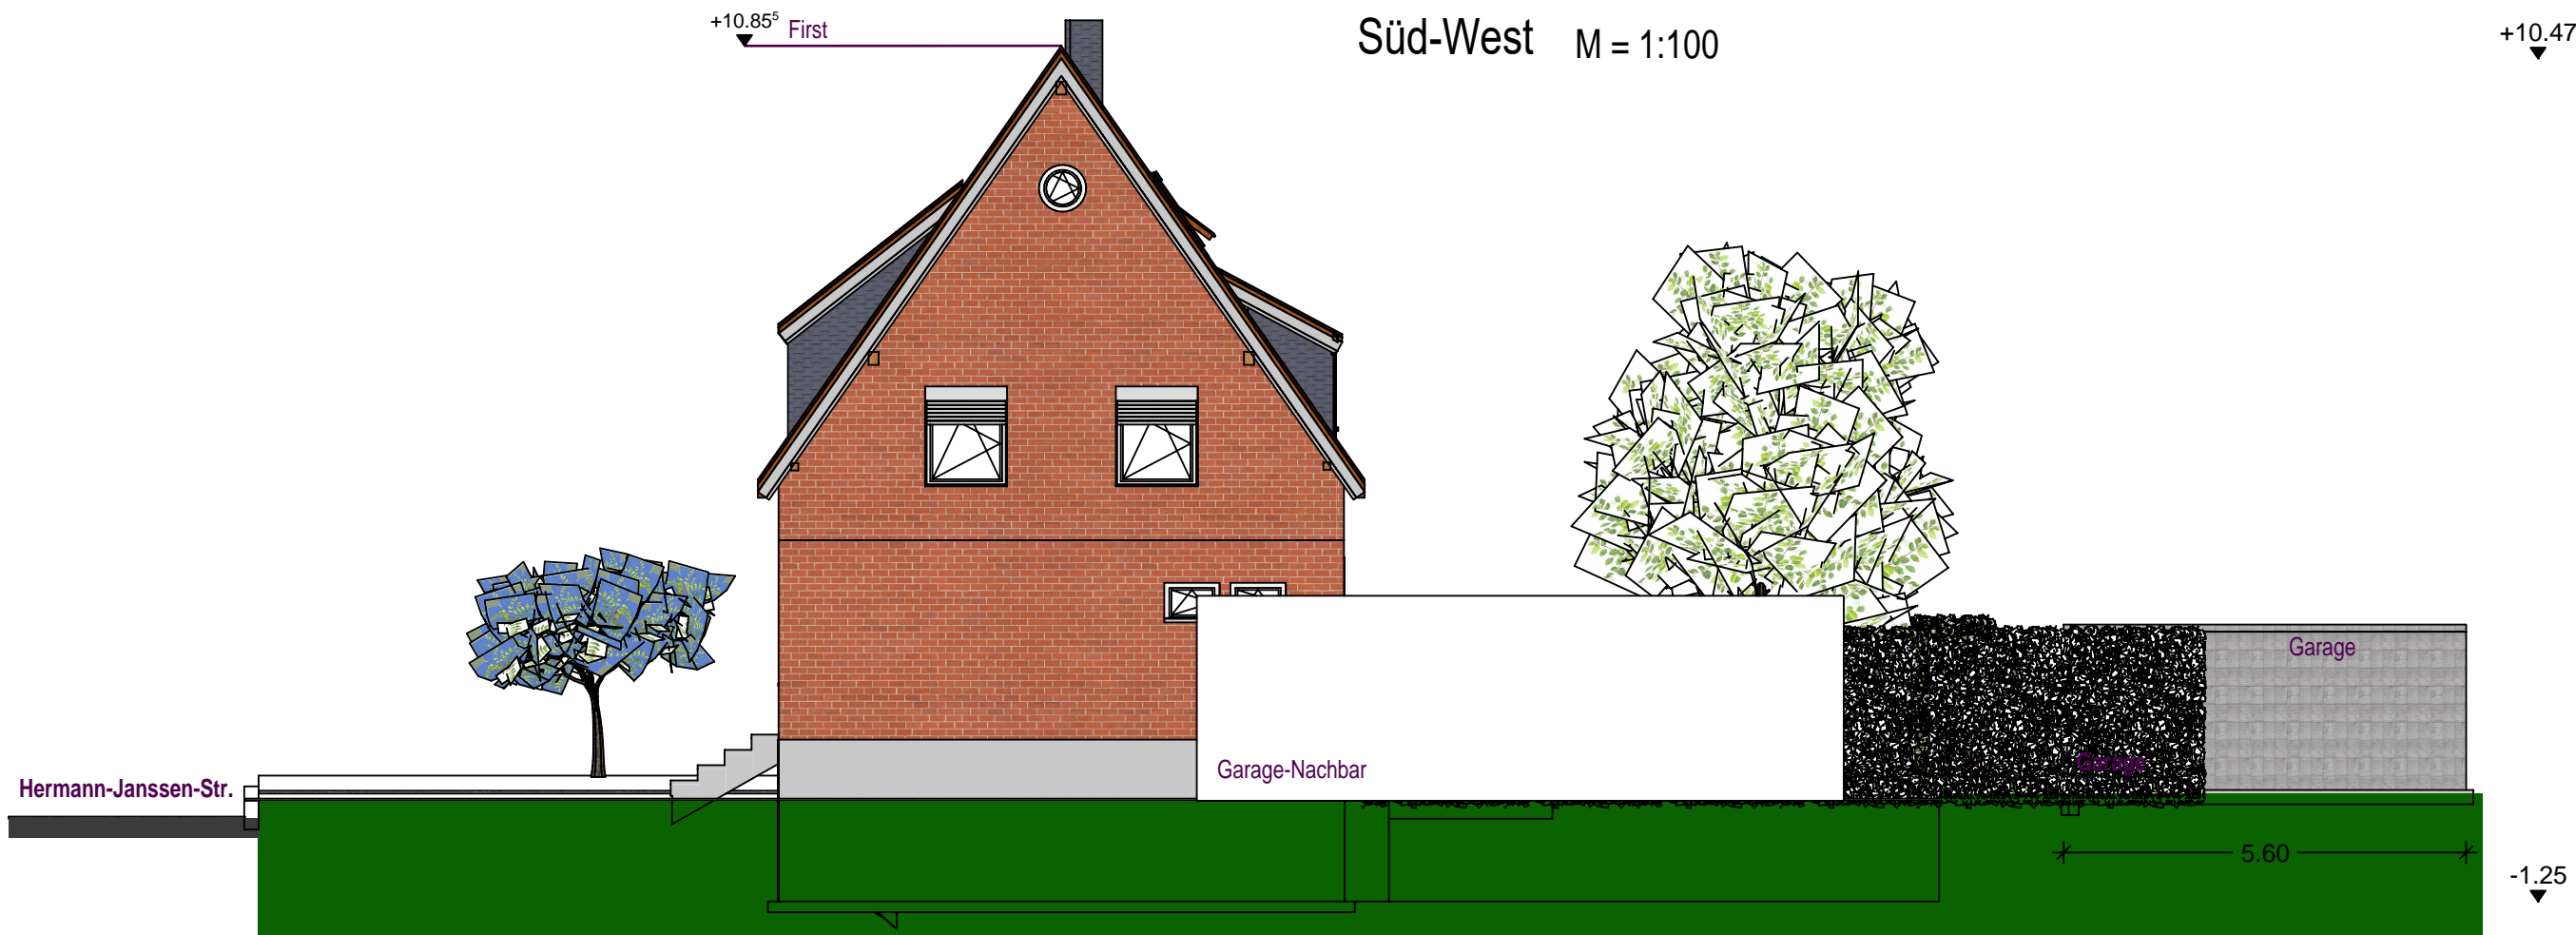 +10.85⁵ First
Süd-West M = 1:100
+10.47
Garage
Garage-Nachbar
Garage
Hermann-Janssen-Str.
5.60
-1.25